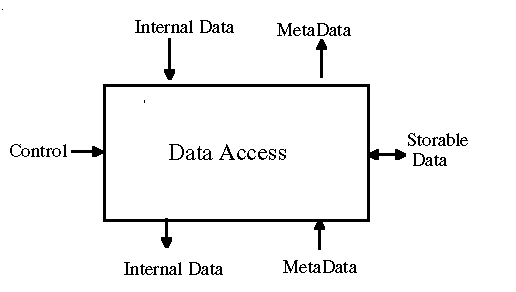 Internal Data
MetaData
Control
Data Access
Storable
Data
Internal Data
MetaData